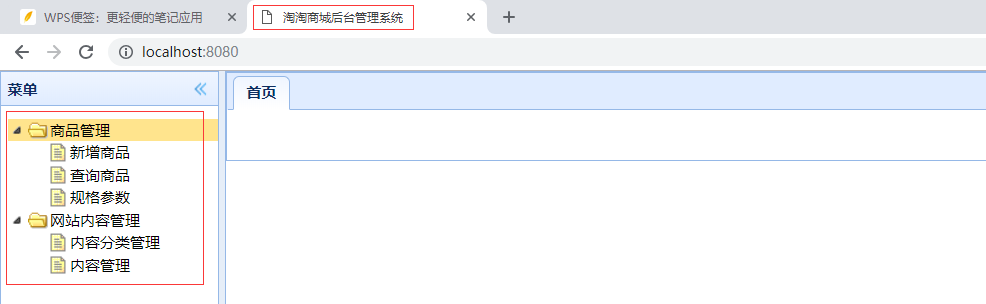 WPS便签：更轻便的笔记应用
淘淘商城后台管理系统
localhost:8080
菜单
首页
商品管理
新增商品
查询商品
规格参数
网站内容管理
内容分类管理
内容管理